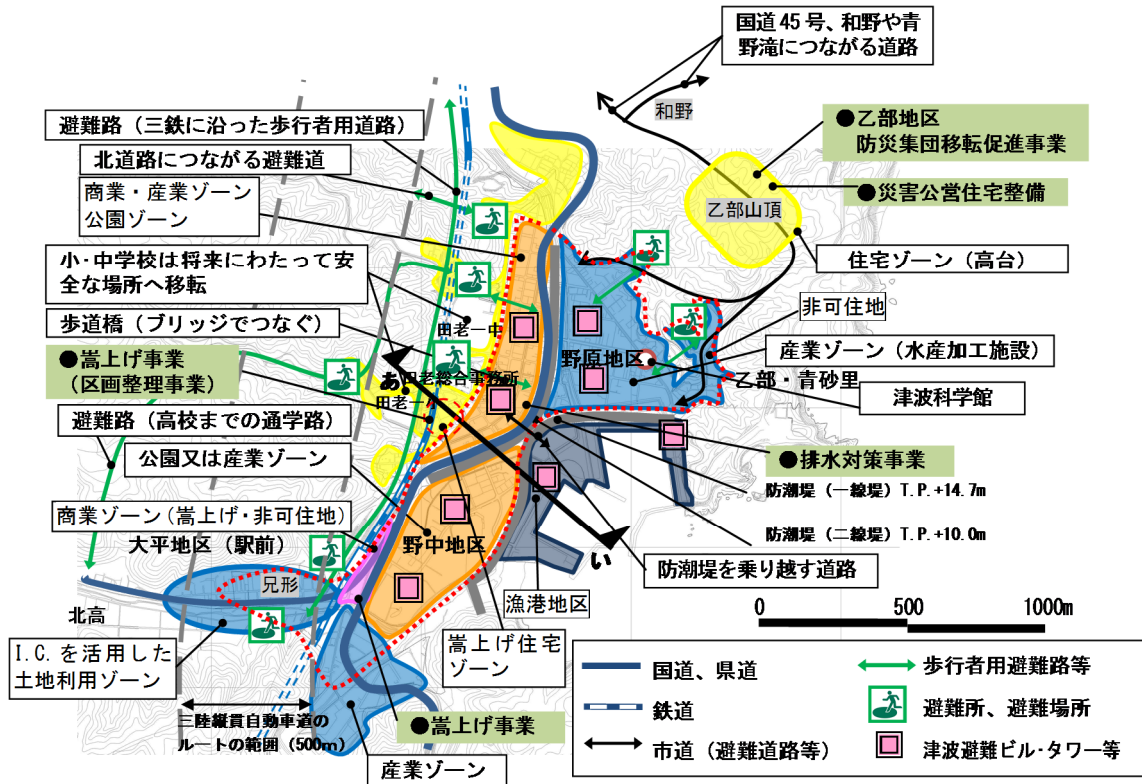 国道45号、和野や青
野滝につながる道路
和野
●乙部地区
防災集団移転促進事業
●災害公営住宅整備
乙部山頂
住宅ゾーン（高台）
避難路（三鉄に沿った歩行者用道路）
北道路につながる避難道
商業・産業ゾーン
公園ゾーン
小・中学校は将来にわたって安
全な場所へ移転
歩道橋（ブリッジでつなぐ）
●嵩上げ事業
（区画整理事業）
避難路（高校までの通学路）
公園又は産業ゾーン
商業ゾーン（嵩上げ・非可住地）
大平地区（駅前）
田老一中
あ
田老総合事務所
田老一小
野原地区
非可住地
産業ゾーン（水産加工施設）
乙部・青砂里
津波科学館
●排水対策事業
防潮堤（一線堤）T.P.+14.7m
防潮堤（二線堤）T.P.+10.0m
防潮堤を乗り越す道路
い
野中地区
漁港地区
嵩上げ住宅
ゾーン
北高
兄形
I.C.を活用した
土地利用ゾーン
三陸縦貫自動車道の
ルートの範囲（500m）
●嵩上げ事業
産業ゾーン
0 500 1000m
国道、県道
鉄道
市道（避難道路等）
歩行者用避難路等
避難所、避難場所
津波避難ビル・タワー等